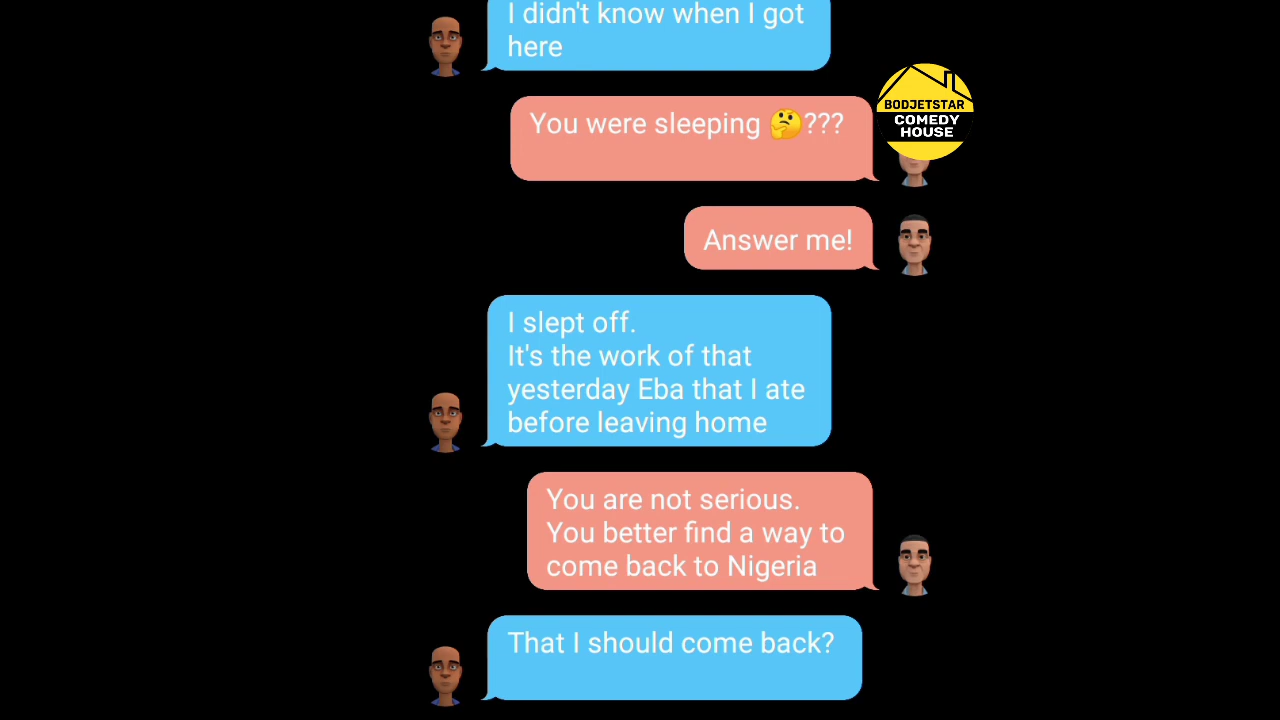 I didn't know when I got
here
BODJETSTAR
COMEDY
HOUSE
You were sleeping 🤔???
Answer me!
I slept off.
It's the work of that
yesterday Eba that I ate
before leaving home
You are not serious.
You better find a way to
come back to Nigeria
That I should come back?